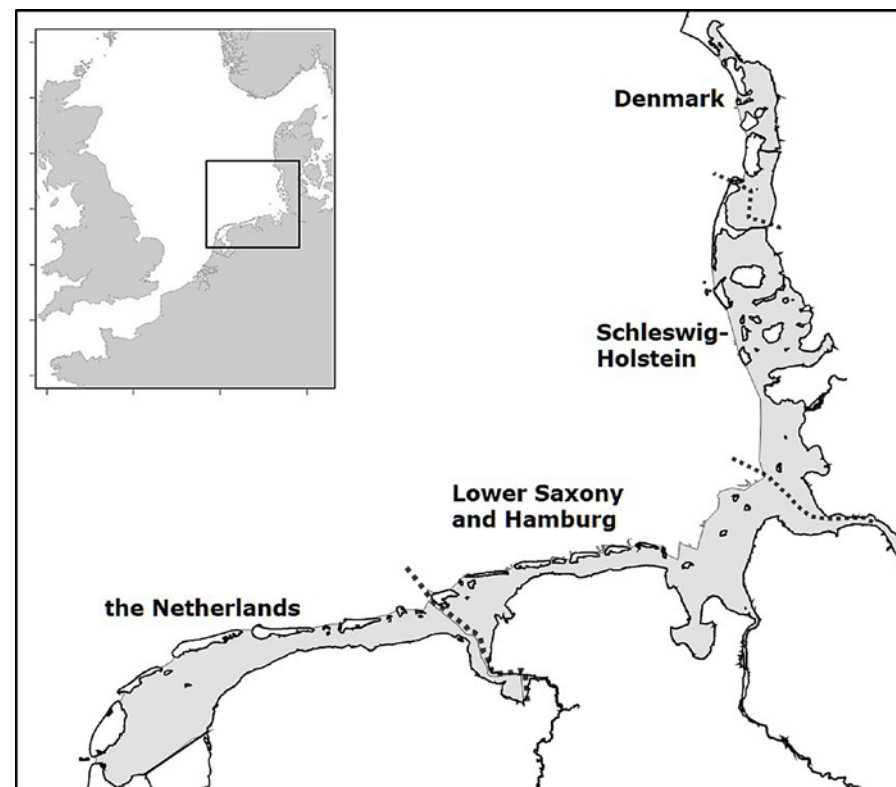 Denmark
Schleswig-
Holstein
Lower Saxony
and Hamburg
the Netherlands